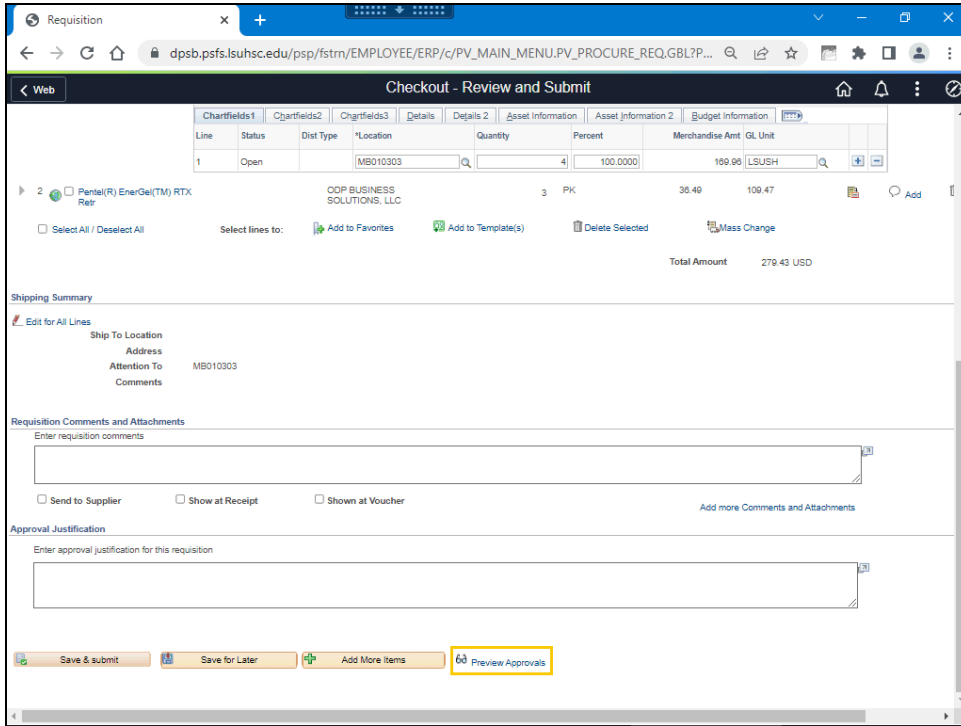 Requisition
dpsb.psfs.lsuhsc.edu/psp/fstrn/EMPLOYEE/ERP/c/PV_MAIN_MENU.PV_PROCURE_REQ.GBL?P...
Web
Checkout - Review and Submit
Chartfields1 Chartfields2 Chartfields3 Details Details 2 Asset Information Asset Information 2 Budget Information
Line Status Dist Type *Location Quantity Percent Merchandise Amt GL Unit
1 Open MB010303 4 100.0000 169.96 LSUSH
2 Pentel(R) EnerGel(TM) RTX ODP BUSINESS 3 PK 36.49 109.47 Add
Retr SOLUTIONS, LLC
Select All / Deselect All Select lines to: Add to Favorites Add to Template(s) Delete Selected Mass Change
Total Amount 279.43 USD
Shipping Summary
Edit for All Lines
Ship To Location
Address
Attention To MB010303
Comments
Requisition Comments and Attachments
Enter requisition comments
Send to Supplier Show at Receipt Shown at Voucher Add more Comments and Attachments
Approval Justification
Enter approval justification for this requisition
Save & submit Save for Later Add More Items Preview Approvals